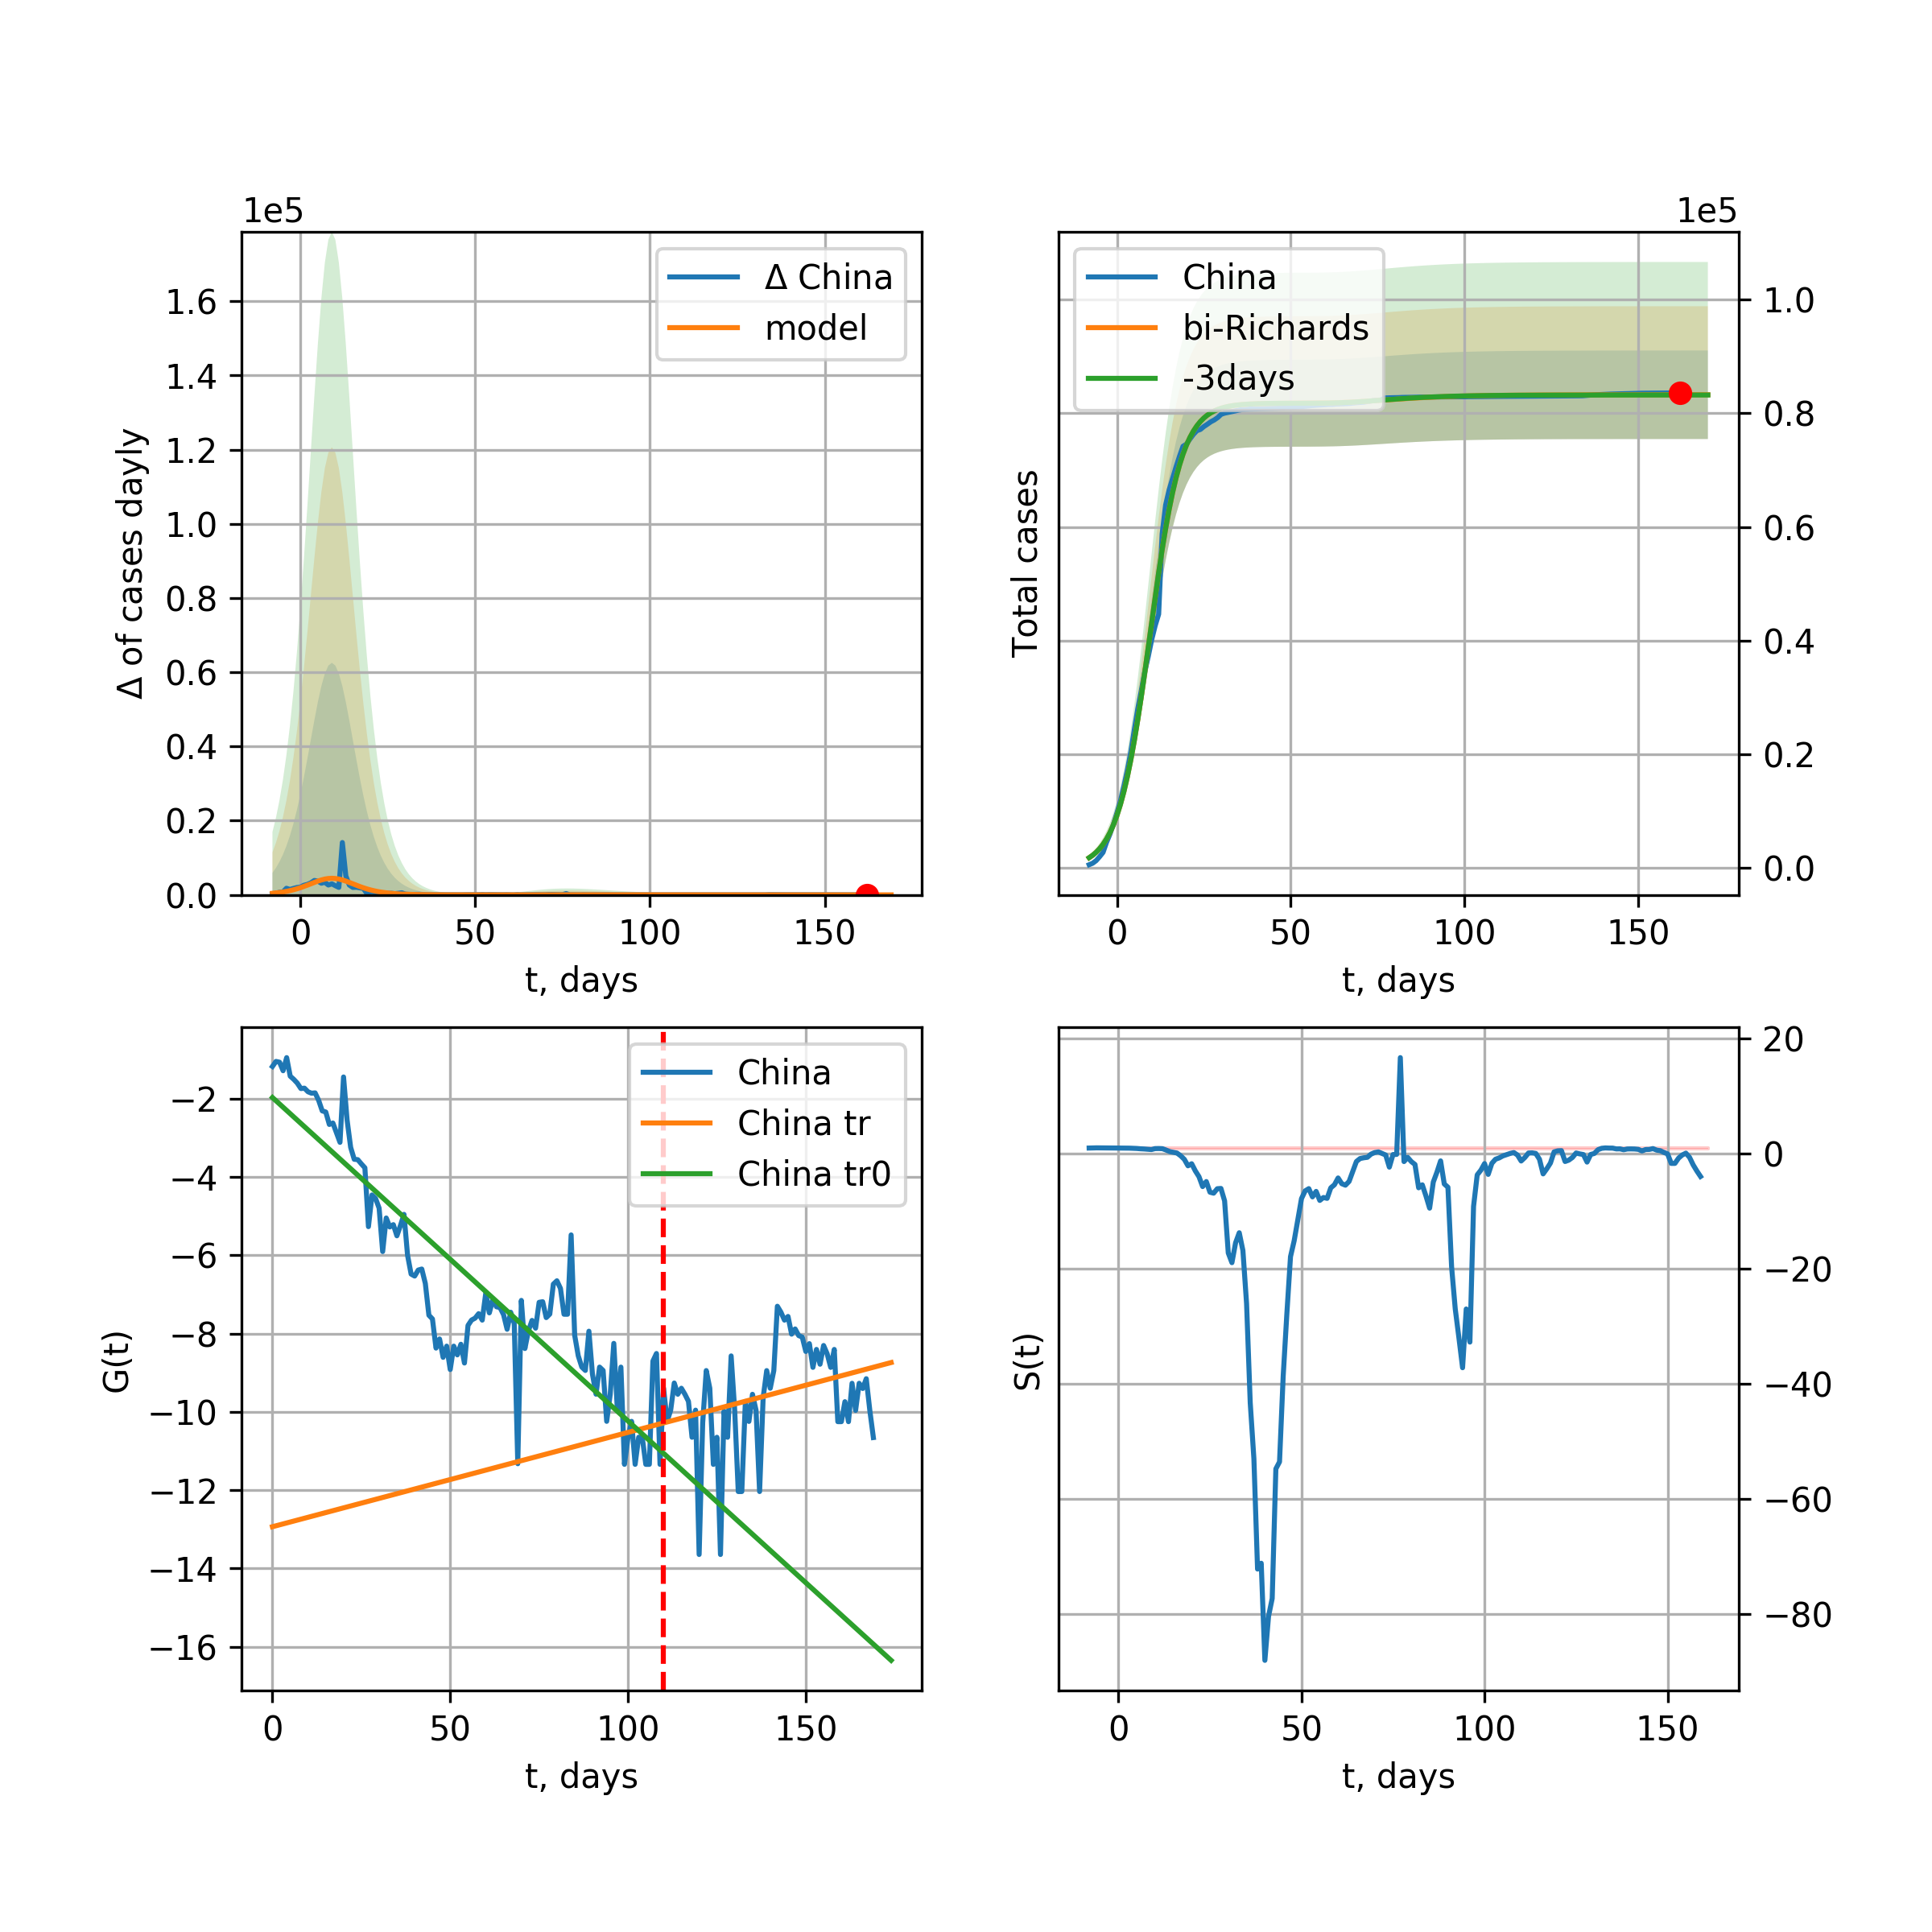 1e5
Δ of cases dayly
1.6
1.4
1.2
1.0
0.8
0.6
0.4
0.2
0.0
Δ China
model
0 50 100 150
t, days
1e5
Total cases
China
bi-Richards
-3days
1.0
0.8
0.6
0.4
0.2
0.0
0 50 100 150
t, days
G(t)
−2
−4
−6
−8
−10
−12
−14
−16
China
China tr
China tr0
0 50 100 150
t, days
S(t)
20
0
−20
−40
−60
−80
0 50 100 150
t, days